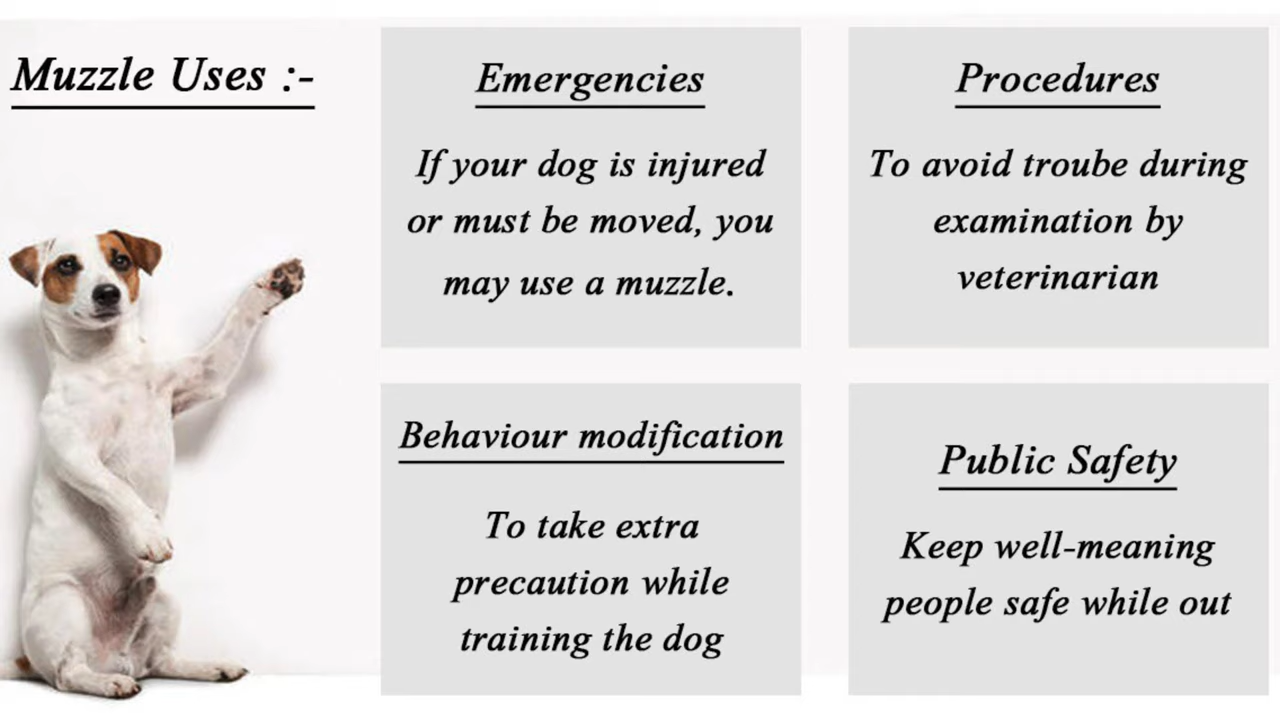 Muzzle Uses :-
Emergencies
If your dog is injured
or must be moved, you
may use a muzzle.
Procedures
To avoid trouble during
examination by
veterinarian
Behaviour modification
To take extra
precaution while
training the dog
Public Safety
Keep well-meaning
people safe while out